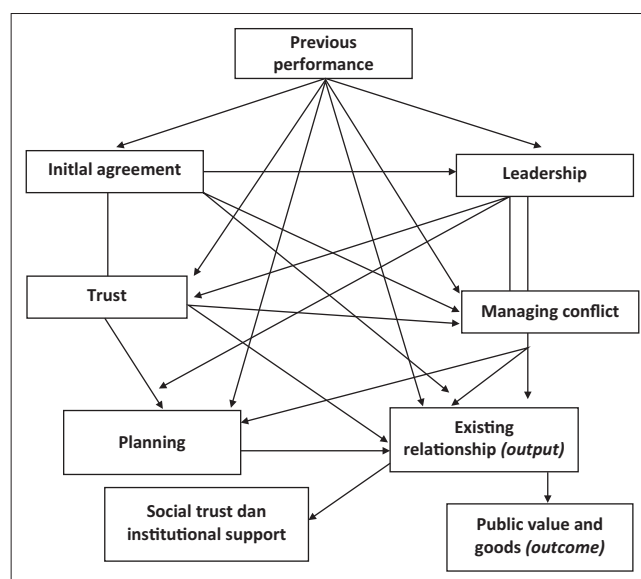 Previous
performance
Initlal agreement
Leadership
Trust
Managing conflict
Planning
Existing
relationship (output)
Social trust dan
institutional support
Public value and
goods (outcome)